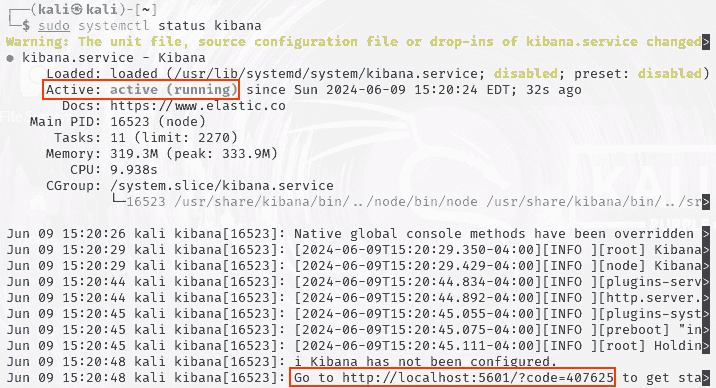 ┌──(kali㉿kali)-[~]
└─$ sudo systemctl status kibana
Warning: The unit file, source configuration file or drop-ins of kibana.service changed>
● kibana.service - Kibana
Loaded: loaded (/usr/lib/systemd/system/kibana.service; disabled; preset: disabled)
Active: active (running) since Sun 2024-06-09 15:20:24 EDT; 32s ago
Docs: https://www.elastic.co
Main PID: 16523 (node)
Tasks: 11 (limit: 2270)
Memory: 319.3M (peak: 333.9M)
CPU: 9.938s
CGroup: /system.slice/kibana.service
└─16523 /usr/share/kibana/bin/../node/bin/node /usr/share/kibana/bin/../sr>
Jun 09 15:20:26 kali kibana[16523]: Native global console methods have been overridden >
Jun 09 15:20:29 kali kibana[16523]: [2024-06-09T15:20:29.350-04:00][INFO ][root] Kibana>
Jun 09 15:20:29 kali kibana[16523]: [2024-06-09T15:20:29.429-04:00][INFO ][node] Kibana>
Jun 09 15:20:44 kali kibana[16523]: [2024-06-09T15:20:44.834-04:00][INFO ][plugins-serv>
Jun 09 15:20:44 kali kibana[16523]: [2024-06-09T15:20:44.892-04:00][INFO ][http.server.>
Jun 09 15:20:45 kali kibana[16523]: [2024-06-09T15:20:45.055-04:00][INFO ][plugins-syst>
Jun 09 15:20:45 kali kibana[16523]: [2024-06-09T15:20:45.075-04:00][INFO ][preboot] "in>
Jun 09 15:20:45 kali kibana[16523]: [2024-06-09T15:20:45.111-04:00][INFO ][root] Holdin>
Jun 09 15:20:48 kali kibana[16523]: i Kibana has not been configured.
Jun 09 15:20:48 kali kibana[16523]: Go to http://localhost:5601/?code=407625 to get sta>